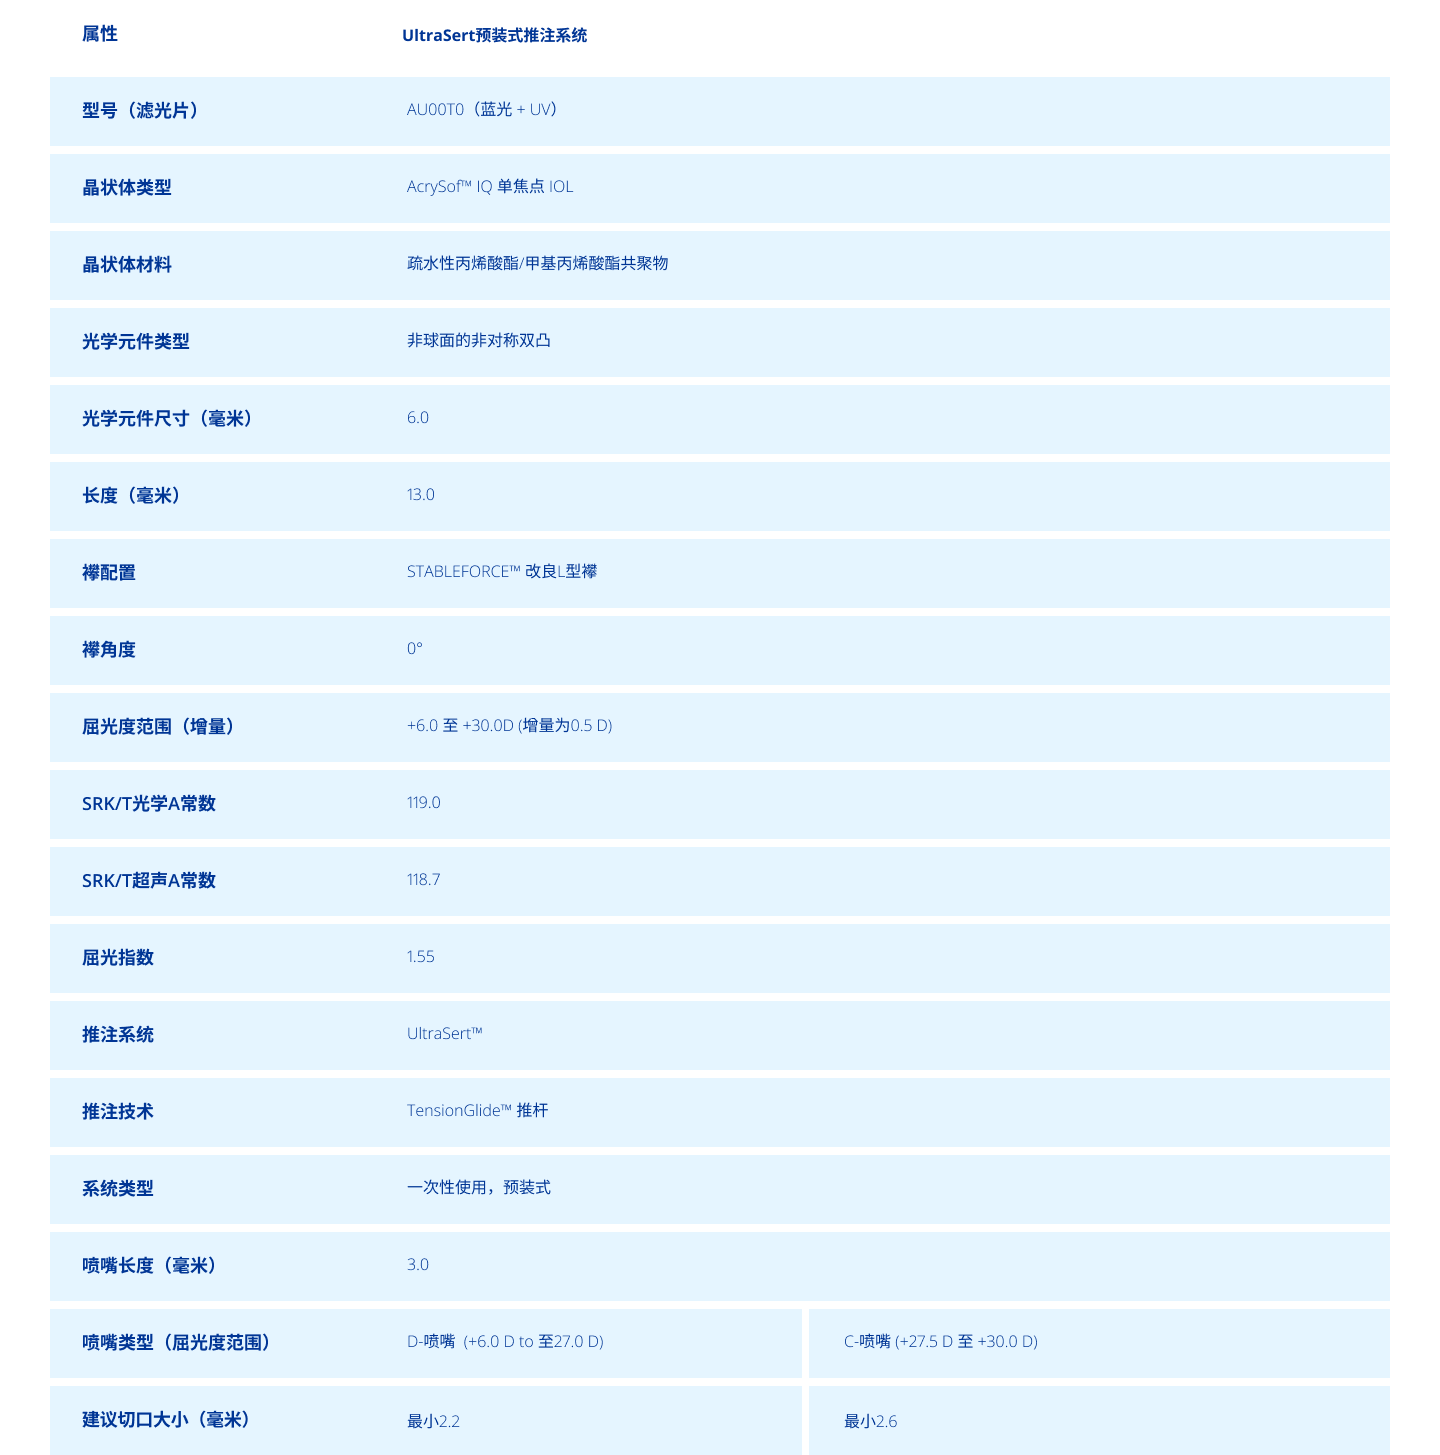 属性 UltraSert预装式推注系统
型号（滤光片） AU00T0（蓝光 + UV）
晶状体类型 AcrySof™ IQ 单焦点 IOL
晶状体材料 疏水性丙烯酸酯/甲基丙烯酸酯共聚物
光学元件类型 非球面的非对称双凸
光学元件尺寸（毫米） 6.0
长度（毫米） 13.0
襻配置 STABLEFORCE™ 改良L型襻
襻角度 0°
屈光度范围（增量） +6.0 至 +30.0D (增量为0.5 D)
SRK/T光学A常数 119.0
SRK/T超声A常数 118.7
屈光指数 1.55
推注系统 UltraSert™
推注技术 TensionGlide™ 推杆
系统类型 一次性使用，预装式
喷嘴长度（毫米） 3.0
喷嘴类型（屈光度范围） D-喷嘴 (+6.0 D to 至27.0 D) C-喷嘴 (+27.5 D 至 +30.0 D)
建议切口大小（毫米） 最小2.2 最小2.6